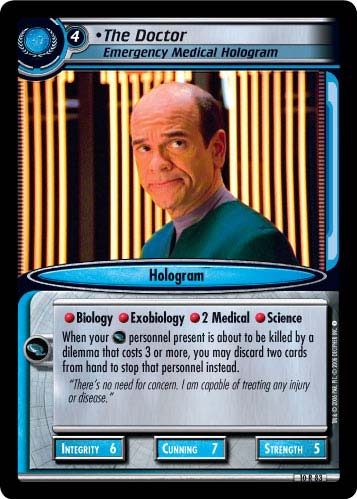 4
•The Doctor
Emergency Medical Hologram
Hologram
Biology Exobiology 2 Medical Science
When your personnel present is about to be killed by a
dilemma that costs 3 or more, you may discard two cards
from hand to stop that personnel instead.
"There's no need for concern. I am capable of treating any injury
or disease."
INTEGRITY 6 CUNNING 7 STRENGTH 5
10 R 88